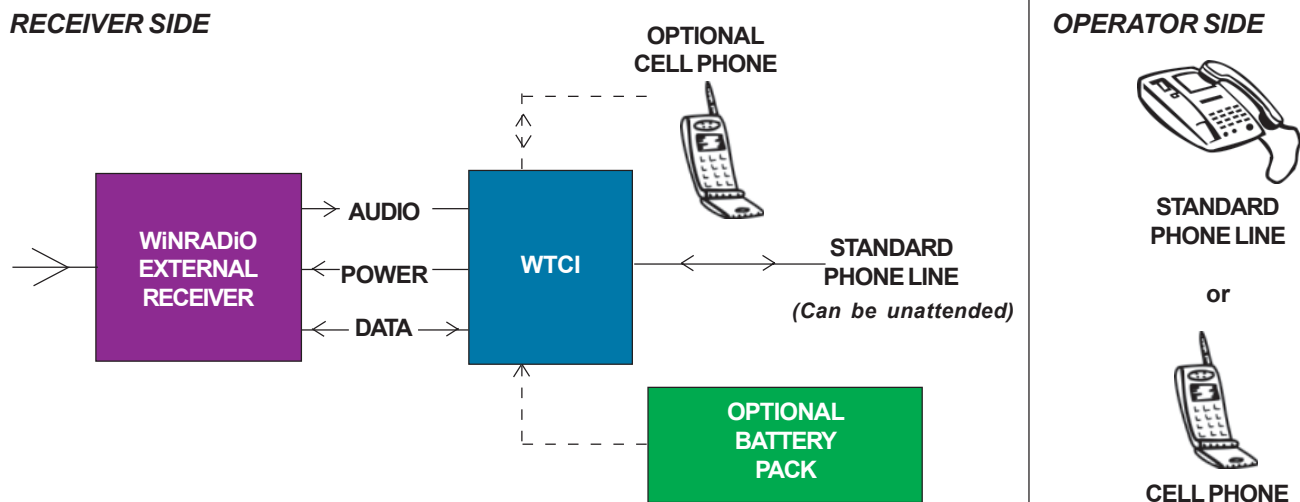 RECEIVER SIDE
OPTIONAL
CELL PHONE
WiNRADiO
EXTERNAL
RECEIVER
AUDIO
POWER
DATA
WTCI
STANDARD
PHONE LINE
(Can be unattended)
OPTIONAL
BATTERY
PACK
OPERATOR SIDE
STANDARD
PHONE LINE
or
CELL PHONE